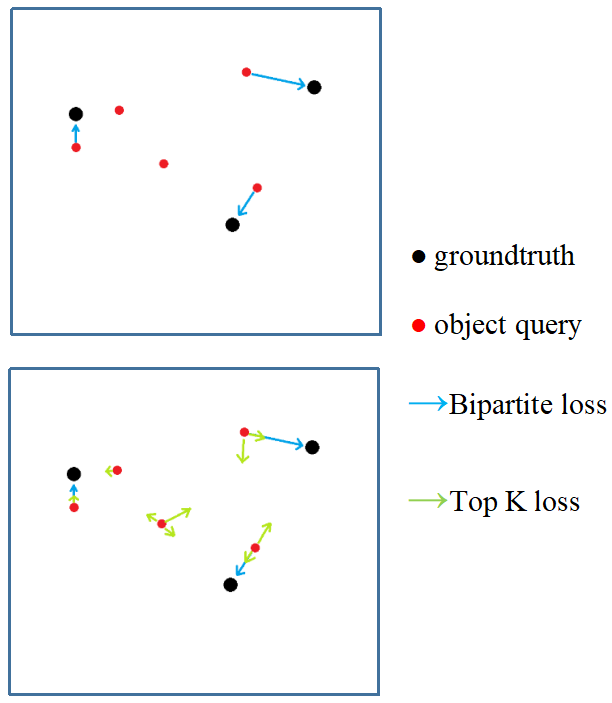 groundtruth
object query
Bipartite loss
Top K loss